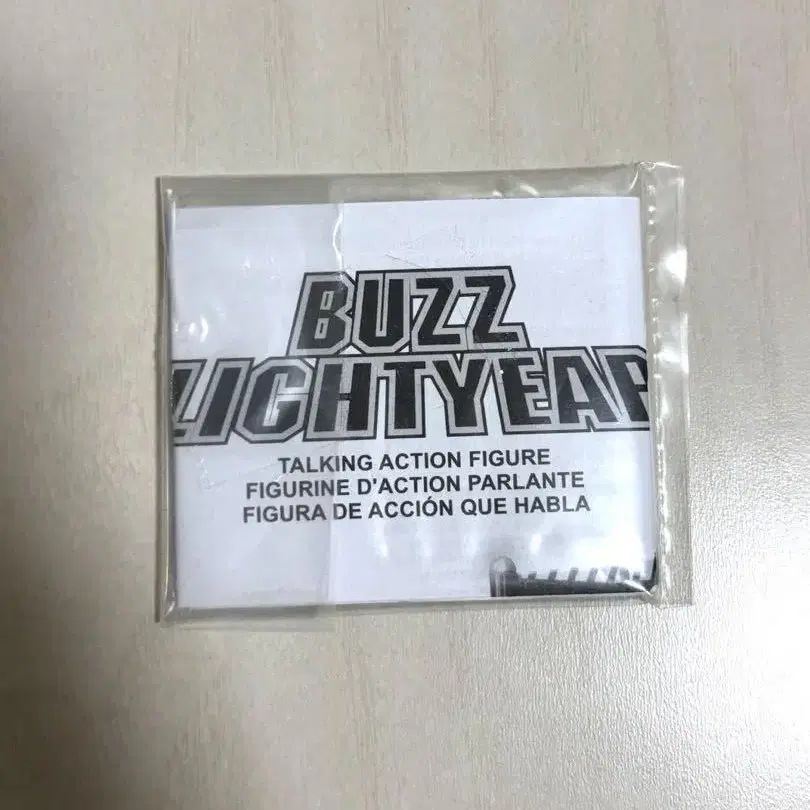 BUZZ
LIGHTYEAR
TALKING ACTION FIGURE
FIGURINE D'ACTION PARLANTE
FIGURA DE ACCIÓN QUE HABLA